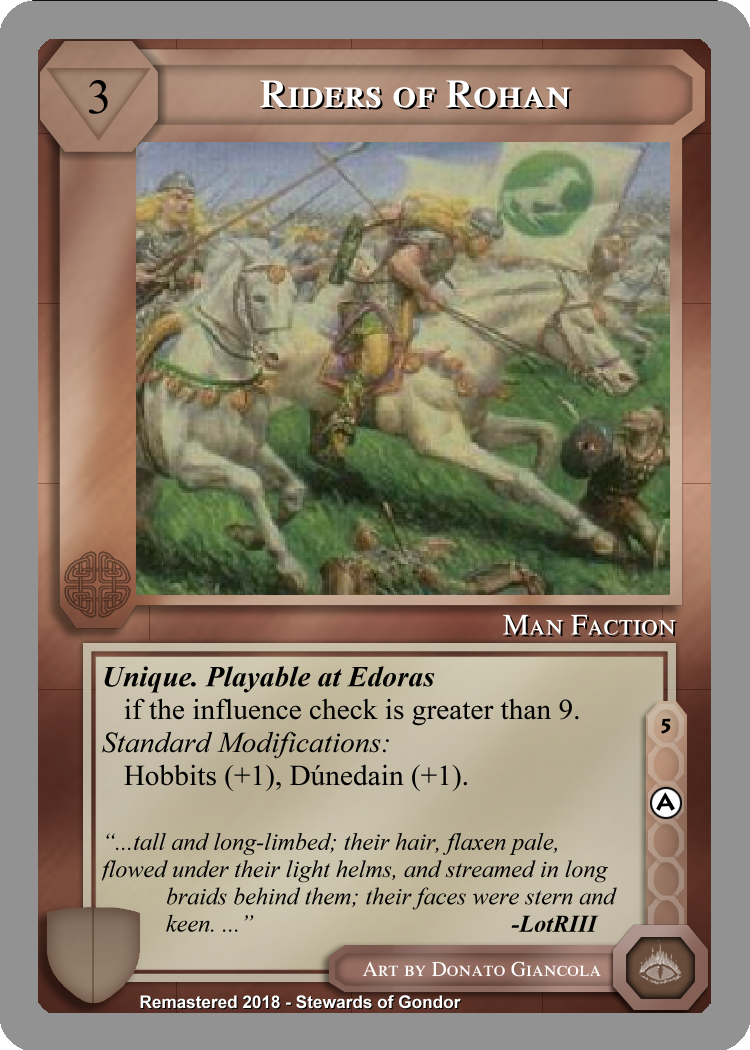 3
Riders of Rohan
Man Faction
Unique. Playable at Edoras
if the influence check is greater than 9.
Standard Modifications:
Hobbits (+1), Dúnedain (+1).
5
A
“...tall and long-limbed; their hair, flaxen pale,
flowed under their light helms, and streamed in long
braids behind them; their faces were stern and
keen. ...” -LotRIII
Art by Donato Giancola
Remastered 2018 - Stewards of Gondor